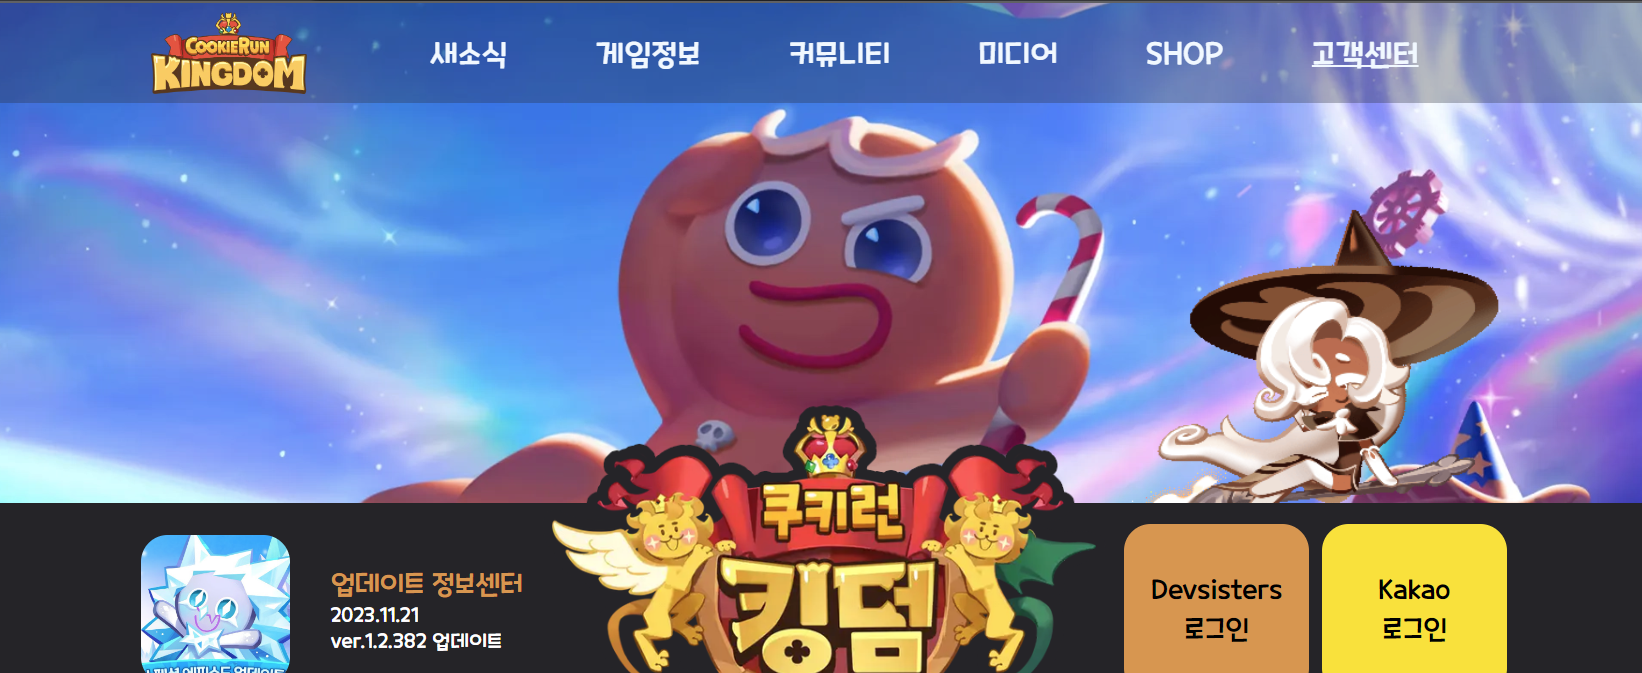 COOKIERUN
KINGDOM
새소식
게임정보
커뮤니티
미디어
SHOP
고객센터
쿠키런
킹덤
업데이트 정보센터
2023.11.21
ver.1.2.382 업데이트
Devsisters
로그인
Kakao
로그인